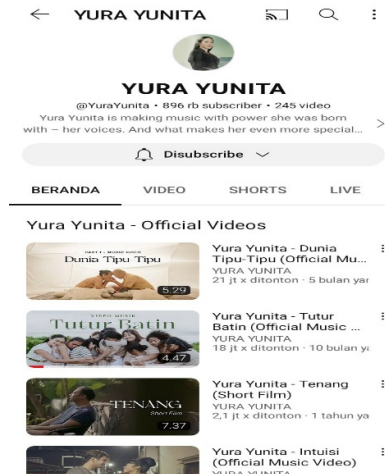 YURA YUNITA
YURA YUNITA
@YuraYunita • 896 rb subscriber • 245 video
Yura Yunita is making music with power she was born
with – her voices. And what makes her even more special...
Disubscribe
BERANDA VIDEO SHORTS LIVE
Yura Yunita - Official Videos
Dunia Tipu Tipu
5.29
Yura Yunita - Dunia
Tipu-Tipu (Official Mu...
YURA YUNITA
21 jt x ditonton · 5 bulan yan
VIDEO MUSIK
Tutur Batin
4.47
Yura Yunita - Tutur
Batin (Official Music ...
YURA YUNITA
18 jt x ditonton · 10 bulan ya
TENANG
Short Film
7.37
Yura Yunita - Tenang
(Short Film)
YURA YUNITA
2,1 jt x ditonton · 1 tahun ya
Yura Yunita - Intuisi
(Official Music Video)
YURA YUNITA